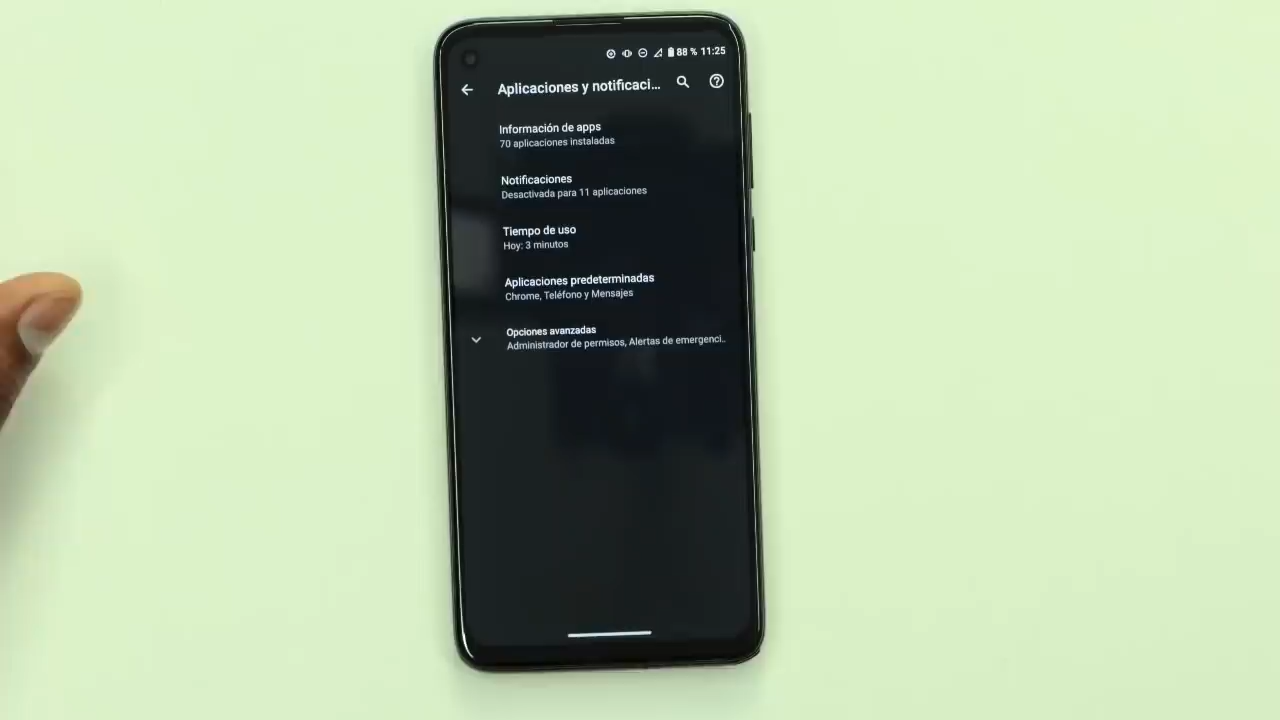 88 % 11:25
Aplicaciones y notificaci...
Información de apps
70 aplicaciones instaladas
Notificaciones
Desactivada para 11 aplicaciones
Tiempo de uso
Hoy: 3 minutos
Aplicaciones predeterminadas
Chrome, Teléfono y Mensajes
Opciones avanzadas
Administrador de permisos, Alertas de emergenci..